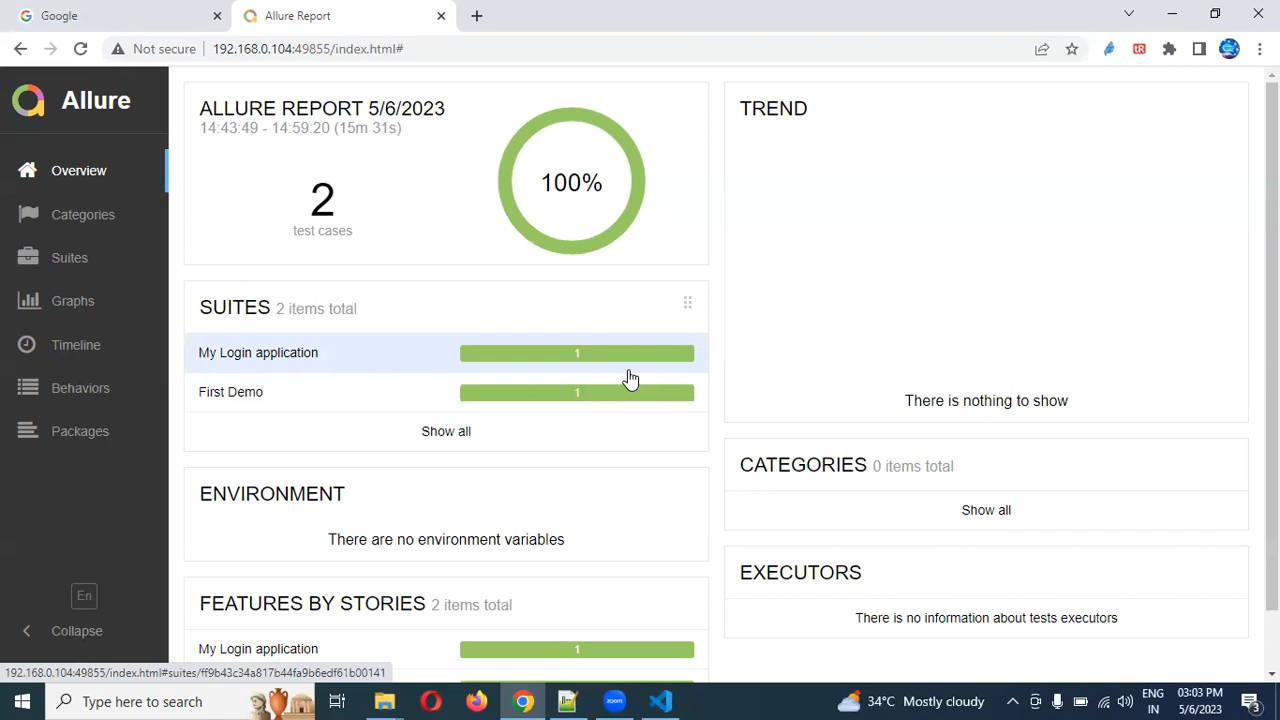 Google
Allure Report
Not secure
192.168.0.104:49855/index.html#
Allure
Overview
Categories
Suites
Graphs
Timeline
Behaviors
Packages
En
Collapse
ALLURE REPORT 5/6/2023
14:43:49 - 14:59:20 (15m 31s)
2
test cases
100%
SUITES 2 items total
My Login application 1
First Demo 1
Show all
ENVIRONMENT
There are no environment variables
FEATURES BY STORIES 2 items total
My Login application 1
TREND
There is nothing to show
CATEGORIES 0 items total
Show all
EXECUTORS
There is no information about tests executors
192.168.0.104:49855/index.html#suites/ff9b43c34a817b44fa9b6edf61b00141
Type here to search
zoom
34°C Mostly cloudy
ENG
IN
03:03 PM
5/6/2023
3
tR